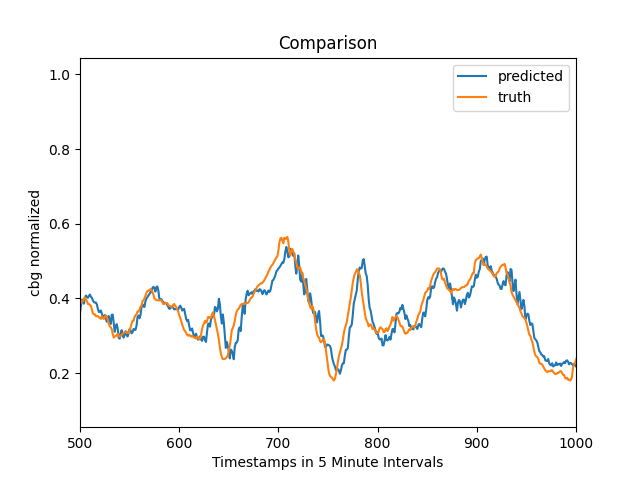 Comparison
predicted
truth
cbg normalized
1.0
0.8
0.6
0.4
0.2
500 600 700 800 900 1000
Timestamps in 5 Minute Intervals